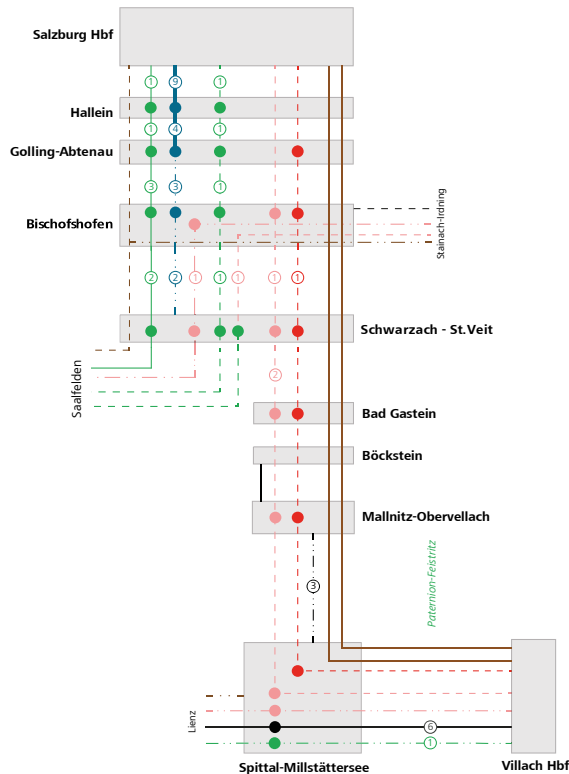 Salzburg Hbf
1 9 1
Hallein
1 4 1
Golling-Abtenau
3 3 1
Bischofshofen
Stainach-Irdning
2 2 1 1 1 1 1
Schwarzach - St.Veit
Saalfelden
2
Bad Gastein
Böckstein
Mallnitz-Obervellach
3
Paternion-Feistritz
Lienz
6
1
Spittal-Millstättersee
Villach Hbf